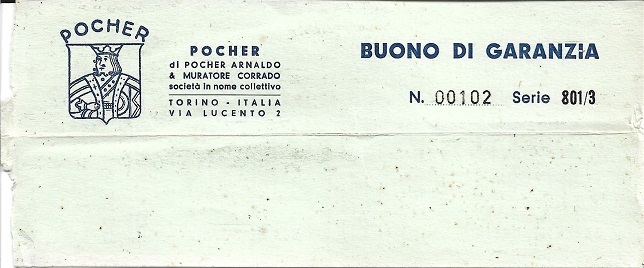 POCHER
POCHER
di POCHER ARNALDO
& MURATORE CORRADO
società in nome collettivo
TORINO - ITALIA
VIA LUCENTO 2
BUONO DI GARANZIA
N. 00102 Serie 801/3